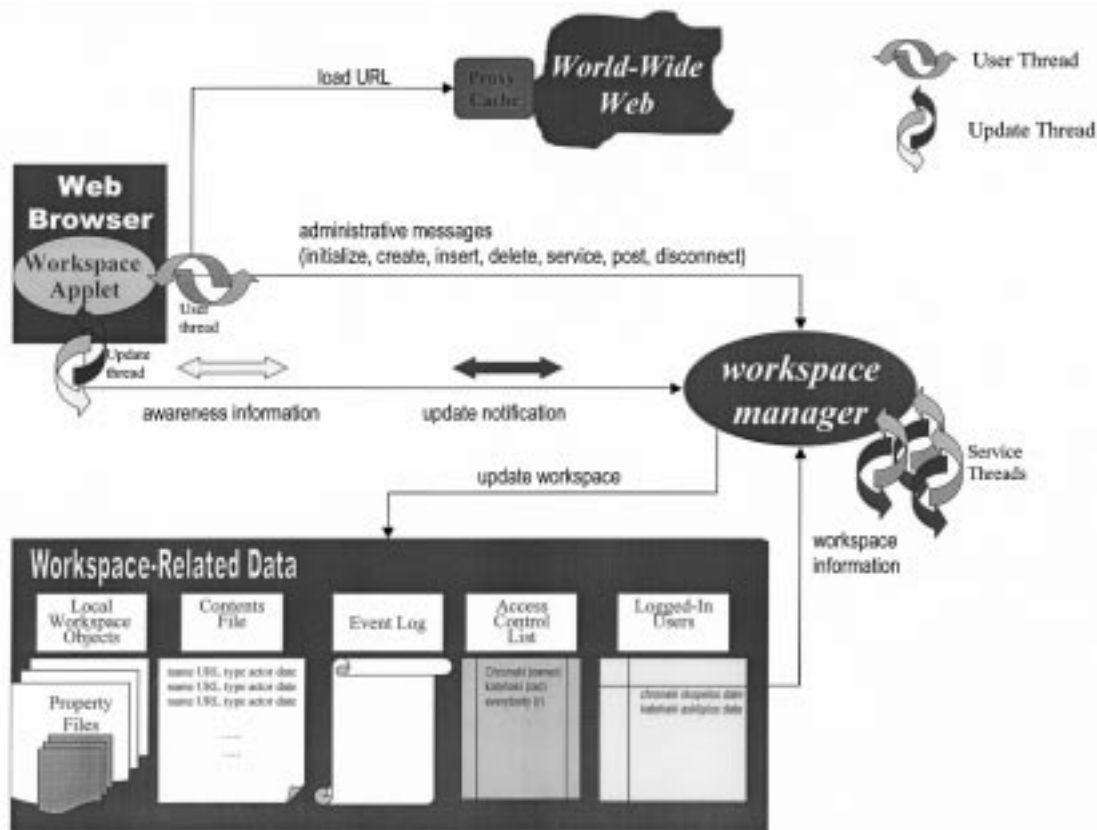 load URL
Proxy
Cache
World-Wide
Web
User Thread
Update Thread
Web
Browser
Workspace
Applet
User
thread
administrative messages
(initialize, create, insert, delete, service, post, disconnect)
Update
thread
awareness information
update notification
workspace
manager
Service
Threads
update workspace
workspace
information
Workspace-Related Data
Local
Workspace
Objects
Contents
File
Event Log
Access
Control
List
Logged-In
Users
Property
Files
name URL type actor date
name URL type actor date
name URL type actor date
everybody (r)